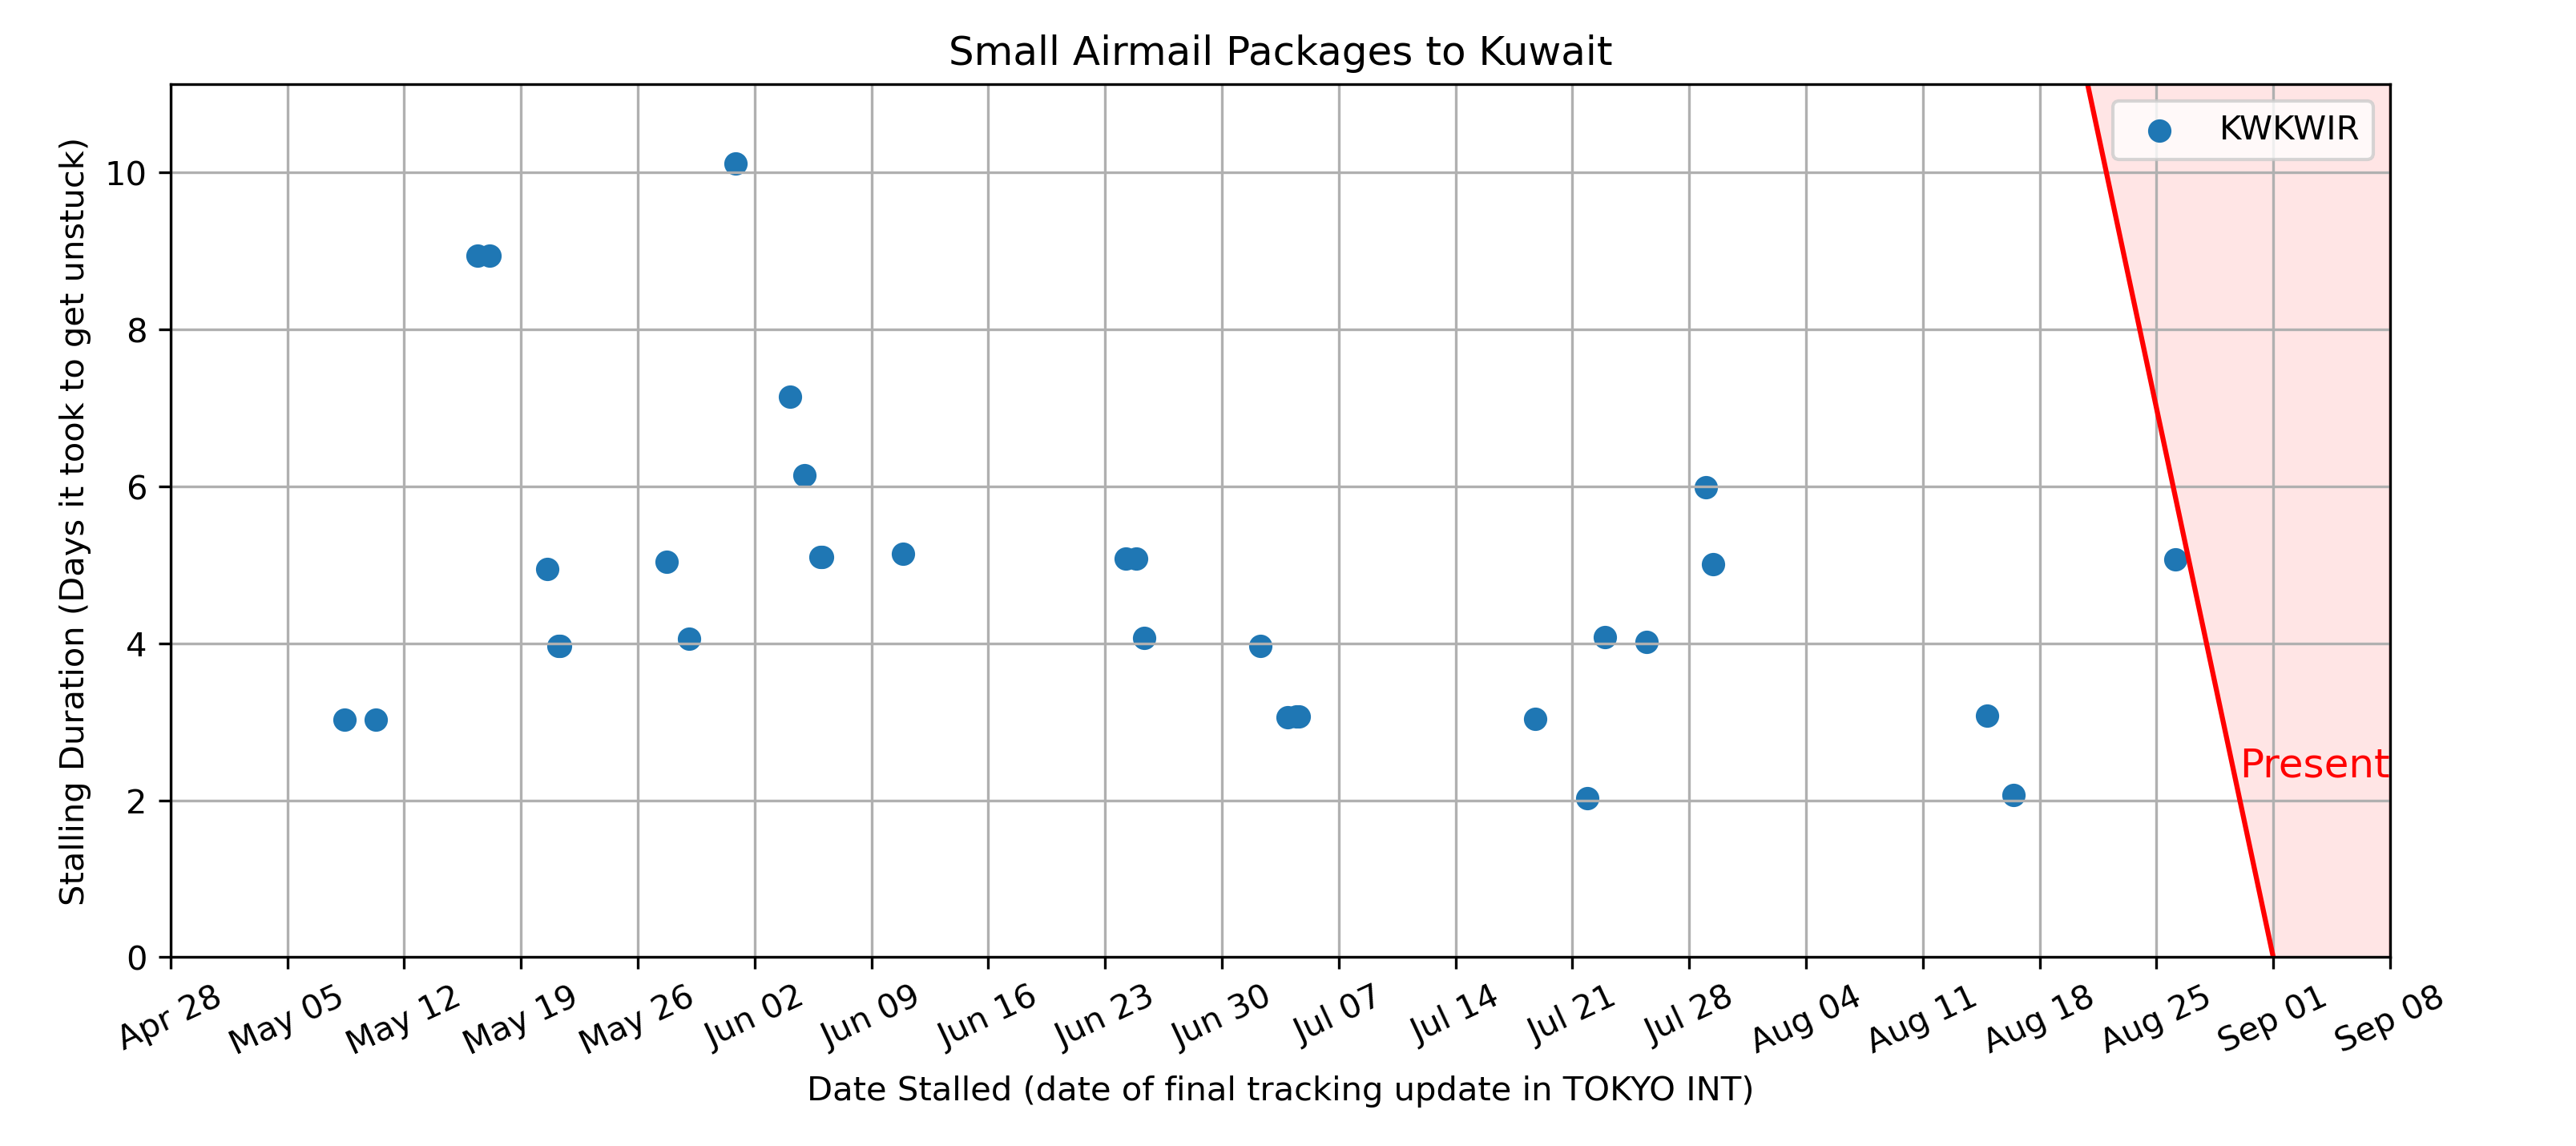 Small Airmail Packages to Kuwait
KWKWIR
Stalling Duration (Days it took to get unstuck)
10
8
6
4
2
0
Present
Apr 28
May 05
May 12
May 19
May 26
Jun 02
Jun 09
Jun 16
Jun 23
Jun 30
Jul 07
Jul 14
Jul 21
Jul 28
Aug 04
Aug 11
Aug 18
Aug 25
Sep 01
Sep 08
Date Stalled (date of final tracking update in TOKYO INT)